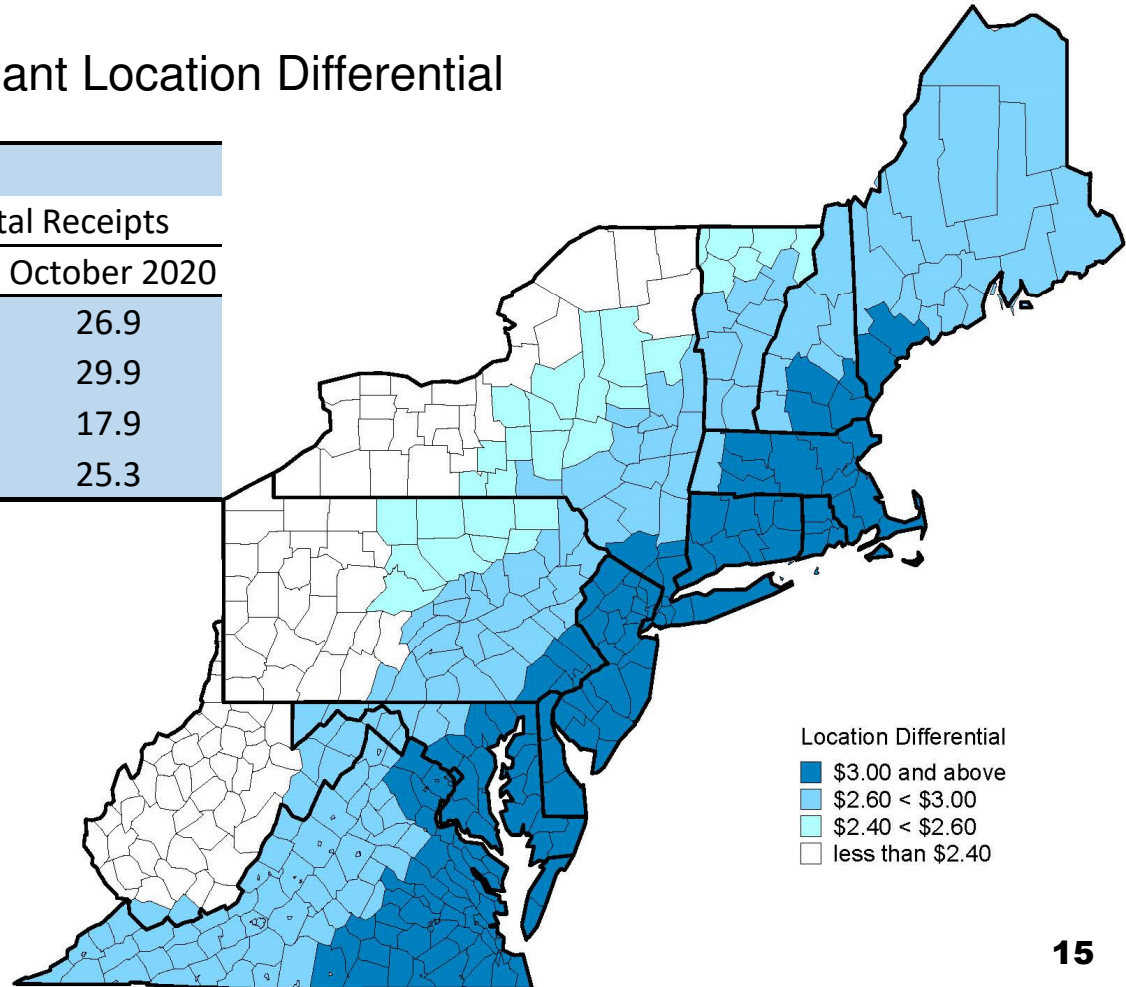 ant Location Differential
tal Receipts
October 2020
26.9
29.9
17.9
25.3
Location Differential
$3.00 and above
$2.60 < $3.00
$2.40 < $2.60
less than $2.40
15